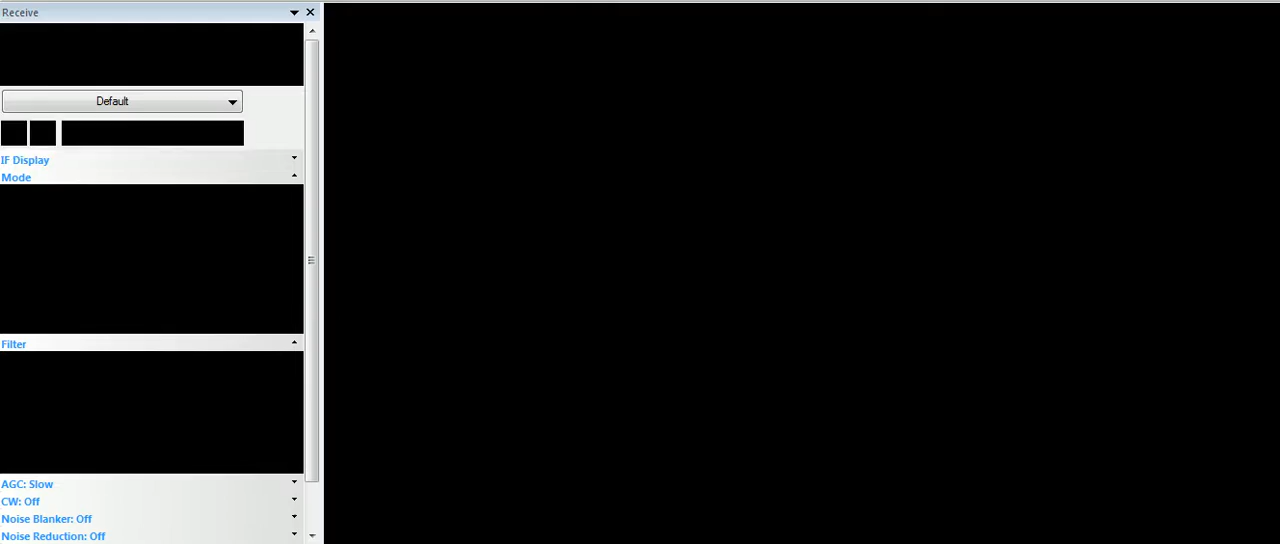 Receive
Default
IF Display
Mode
Filter
AGC: Slow
CW: Off
Noise Blanker: Off
Noise Reduction: Off